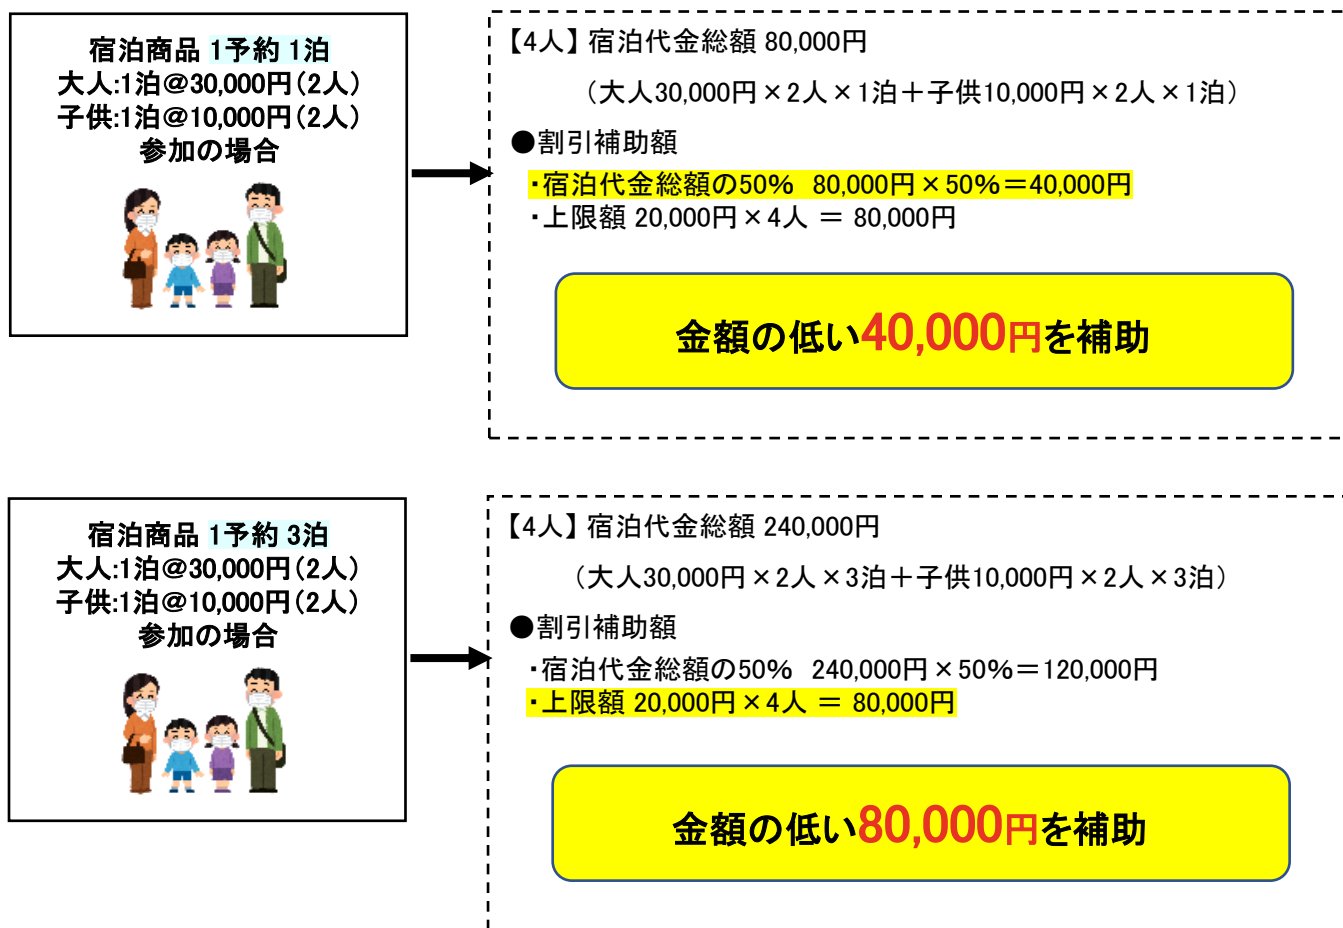 宿泊商品 1予約 1泊
大人:1泊@30,000円(2人)
子供:1泊@10,000円(2人)
参加の場合
【4人】宿泊代金総額 80,000円
(大人30,000円×2人×1泊+子供10,000円×2人×1泊)
●割引補助額
・宿泊代金総額の50% 80,000円×50%=40,000円
・上限額 20,000円×4人 = 80,000円
金額の低い40,000円を補助
宿泊商品 1予約 3泊
大人:1泊@30,000円(2人)
子供:1泊@10,000円(2人)
参加の場合
【4人】宿泊代金総額 240,000円
(大人30,000円×2人×3泊+子供10,000円×2人×3泊)
●割引補助額
・宿泊代金総額の50% 240,000円×50%=120,000円
・上限額 20,000円×4人 = 80,000円
金額の低い80,000円を補助